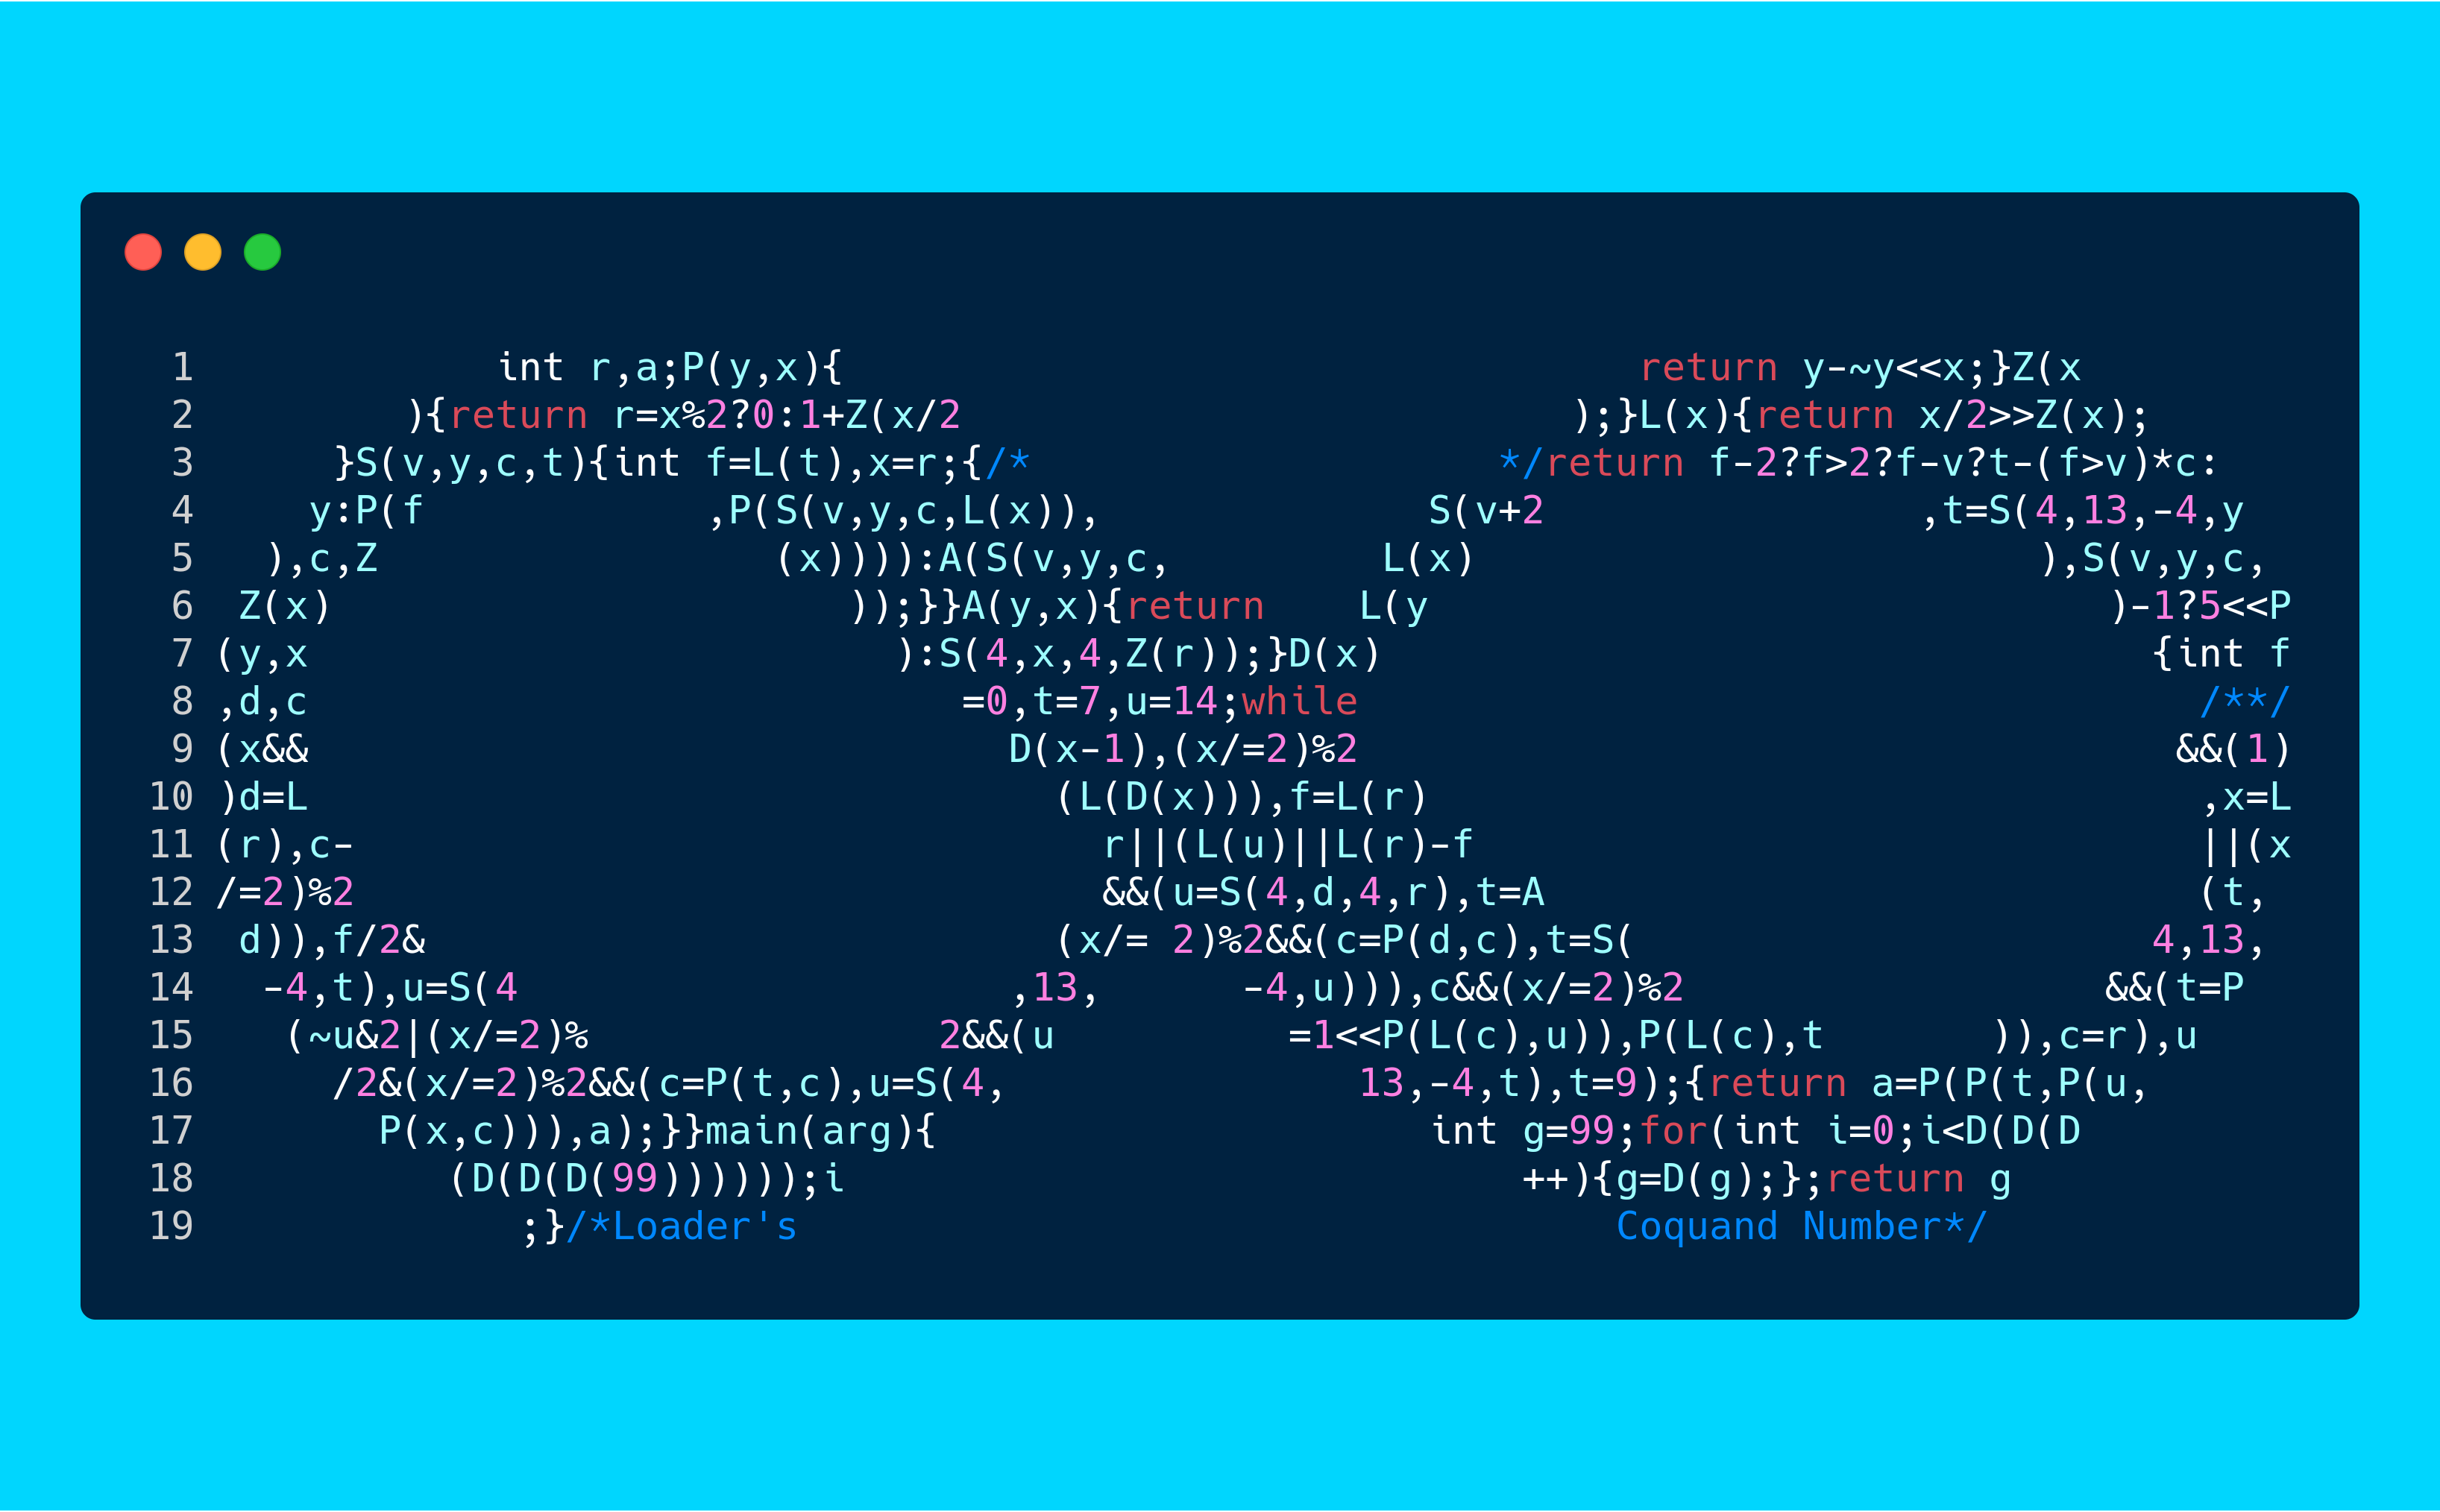 1 int r,a;P(y,x){ return y-~y<<x;}Z(x
2 ){return r=x%2?0:1+Z(x/2 );}L(x){return x/2>>Z(x);
3 }S(v,y,c,t){int f=L(t),x=r;{/* */return f-2?f>2?f-v?t-(f>v)*c:
4 y:P(f ,P(S(v,y,c,L(x)), S(v+2 ,t=S(4,13,-4,y
5 ),c,Z (x)))):A(S(v,y,c, L(x) ),S(v,y,c,
6 Z(x) ));}}A(y,x){return L(y )-1?5<<P
7 (y,x ):S(4,x,4,Z(r));}D(x) {int f
8 ,d,c =0,t=7,u=14;while /**/
9 (x&& D(x-1),(x/=2)%2 &&(1)
10 )d=L (L(D(x))),f=L(r) ,x=L
11 (r),c- r||(L(u)||L(r)-f ||(x
12 /=2)%2 &&(u=S(4,d,4,r),t=A (t,
13 d)),f/2& (x/= 2)%2&&(c=P(d,c),t=S( 4,13,
14 -4,t),u=S(4 ,13, -4,u))),c&&(x/=2)%2 &&(t=P
15 (~u&2|(x/=2)% 2&&(u =1<<P(L(c),u)),P(L(c),t )),c=r),u
16 /2&(x/=2)%2&&(c=P(t,c),u=S(4, 13,-4,t),t=9);{return a=P(P(t,P(u,
17 P(x,c))),a);}}main(arg){ int g=99;for(int i=0;i<D(D(D
18 (D(D(D(99))))));i ++){g=D(g);};return g
19 ;}/*Loader's Coquand Number*/